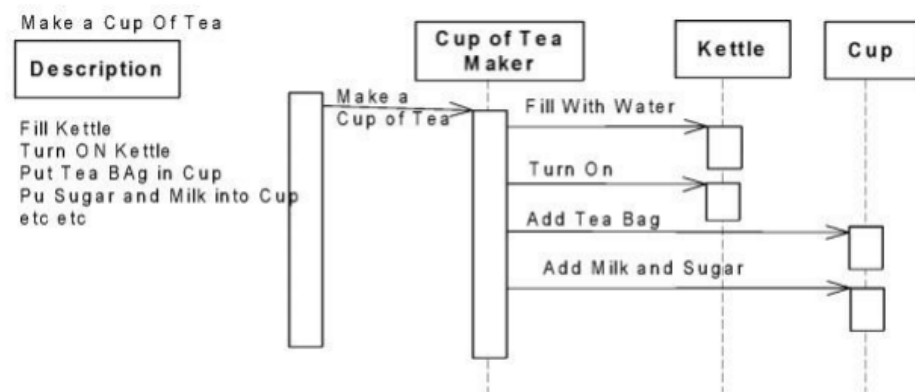 Make a Cup Of Tea
Description
Fill Kettle
Turn ON Kettle
Put Tea BAg in Cup
Pu Sugar and Milk into Cup
etc etc
Cup of Tea
Maker
Kettle
Cup
Make a
Cup of Tea
Fill With Water
Turn On
Add Tea Bag
Add Milk and Sugar